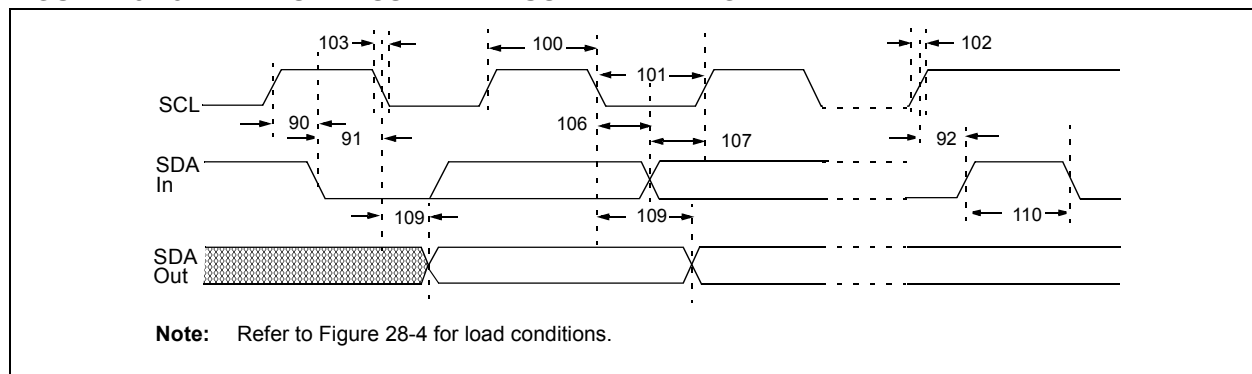 103
100
101
102
SCL
90
91
106
107
92
SDA
In
109
109
110
SDA
Out
Note: Refer to Figure 28-4 for load conditions.